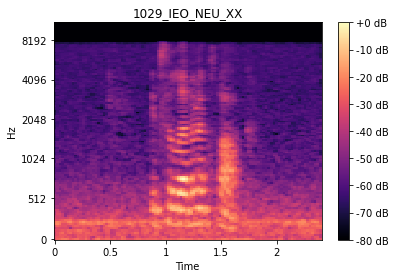 1029_IEO_NEU_XX
8192
4096
2048
1024
512
0
Hz
0
0.5
1
1.5
2
Time
+0 dB
-10 dB
-20 dB
-30 dB
-40 dB
-50 dB
-60 dB
-70 dB
-80 dB